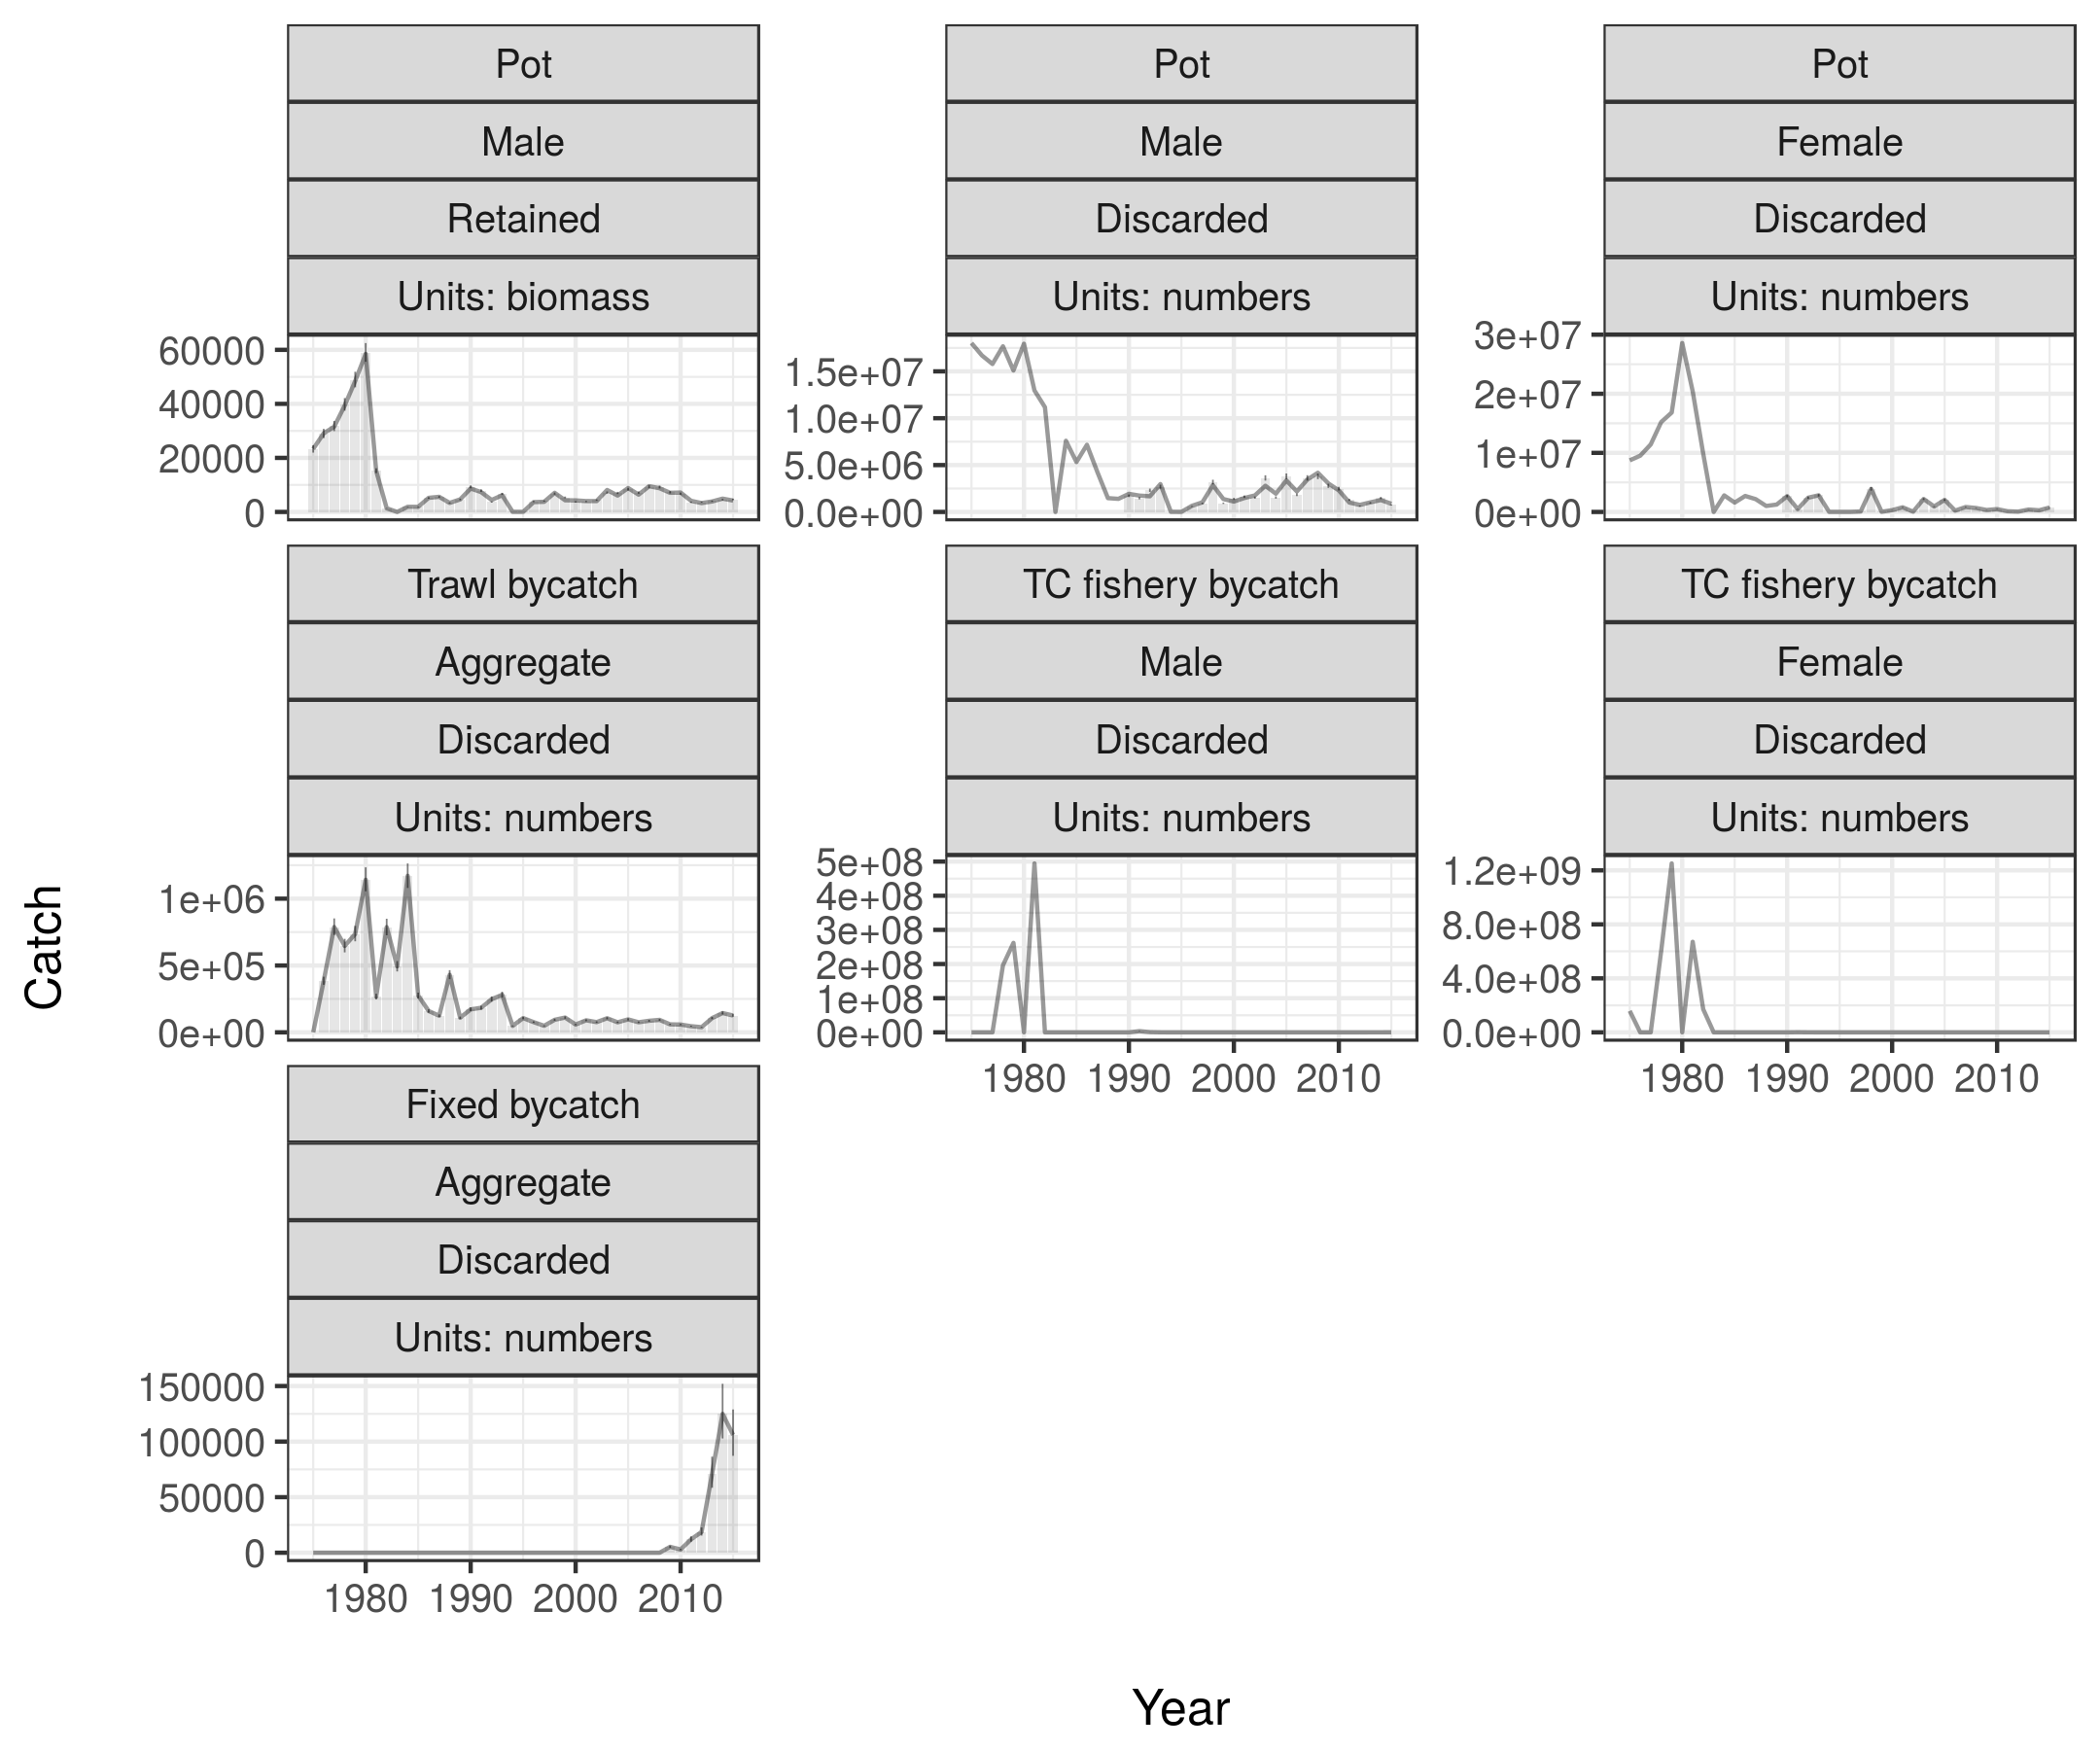 Pot
Male
Retained
Units: biomass
60000
40000
20000
0
Pot
Male
Discarded
Units: numbers
1.5e+07
1.0e+07
5.0e+06
0.0e+00
Pot
Female
Discarded
Units: numbers
3e+07
2e+07
1e+07
0e+00
Trawl bycatch
Aggregate
Discarded
Units: numbers
1e+06
5e+05
0e+00
TC fishery bycatch
Male
Discarded
Units: numbers
5e+08
4e+08
3e+08
2e+08
1e+08
0e+00
1980 1990 2000 2010
TC fishery bycatch
Female
Discarded
Units: numbers
1.2e+09
8.0e+08
4.0e+08
0.0e+00
1980 1990 2000 2010
Fixed bycatch
Aggregate
Discarded
Units: numbers
150000
100000
50000
0
1980 1990 2000 2010
Catch
Year